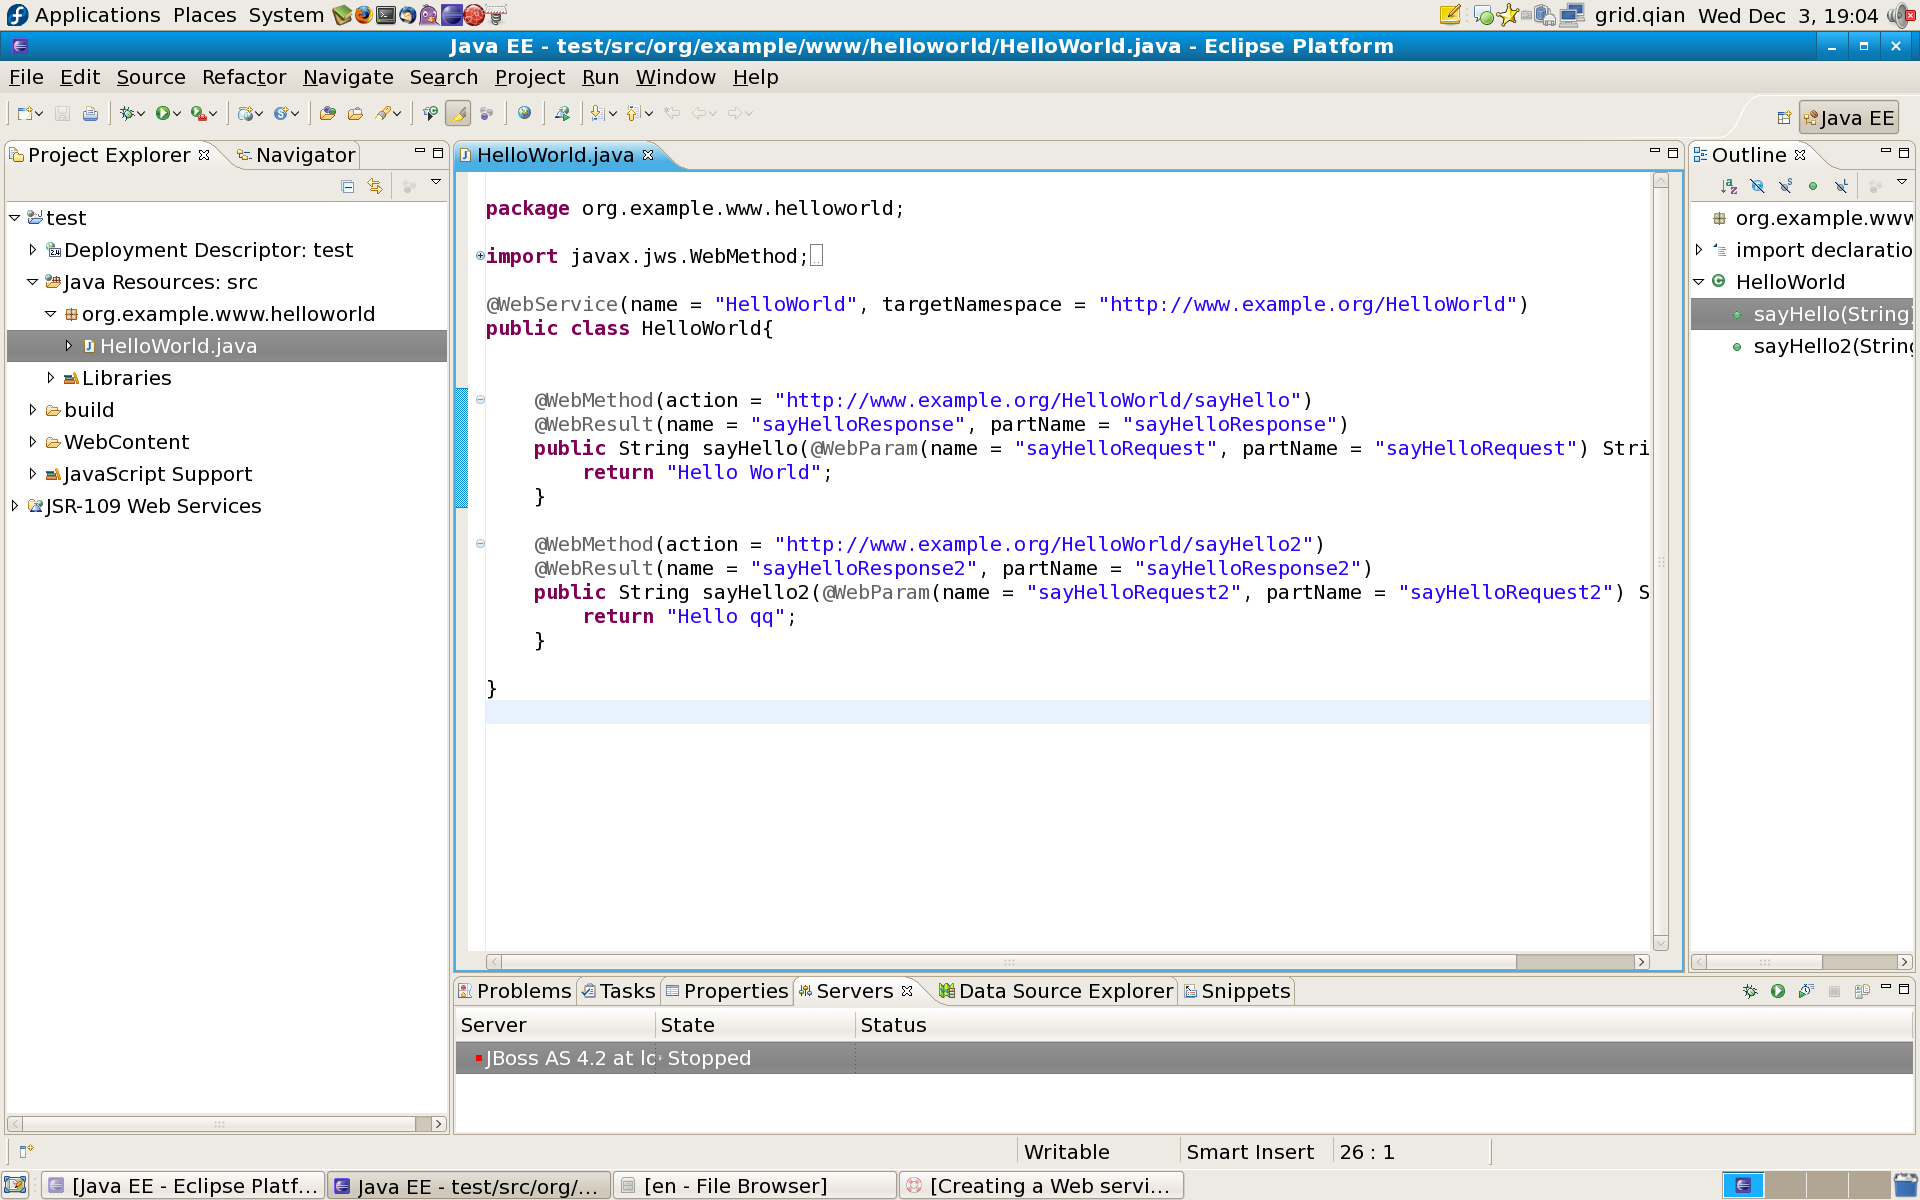 Applications Places System grid.qian Wed Dec 3, 19:04
Java EE - test/src/org/example/www/helloworld/HelloWorld.java - Eclipse Platform
File Edit Source Refactor Navigate Search Project Run Window Help
Java EE
Project Explorer Navigator
test
Deployment Descriptor: test
Java Resources: src
org.example.www.helloworld
HelloWorld.java
Libraries
build
WebContent
JavaScript Support
JSR-109 Web Services
HelloWorld.java
package org.example.www.helloworld;
import javax.jws.WebMethod;
@WebService(name = "HelloWorld", targetNamespace = "http://www.example.org/HelloWorld")
public class HelloWorld{
@WebMethod(action = "http://www.example.org/HelloWorld/sayHello")
@WebResult(name = "sayHelloResponse", partName = "sayHelloResponse")
public String sayHello(@WebParam(name = "sayHelloRequest", partName = "sayHelloRequest") Stri
return "Hello World";
}
@WebMethod(action = "http://www.example.org/HelloWorld/sayHello2")
@WebResult(name = "sayHelloResponse2", partName = "sayHelloResponse2")
public String sayHello2(@WebParam(name = "sayHelloRequest2", partName = "sayHelloRequest2") S
return "Hello qq";
}
}
Outline
org.example.www
import declaratio
HelloWorld
sayHello(String)
sayHello2(String
Problems Tasks Properties Servers Data Source Explorer Snippets
Server State Status
JBoss AS 4.2 at lo Stopped
Writable Smart Insert 26 : 1
[Java EE - Eclipse Platf... Java EE - test/src/org/... [en - File Browser] [Creating a Web servi...